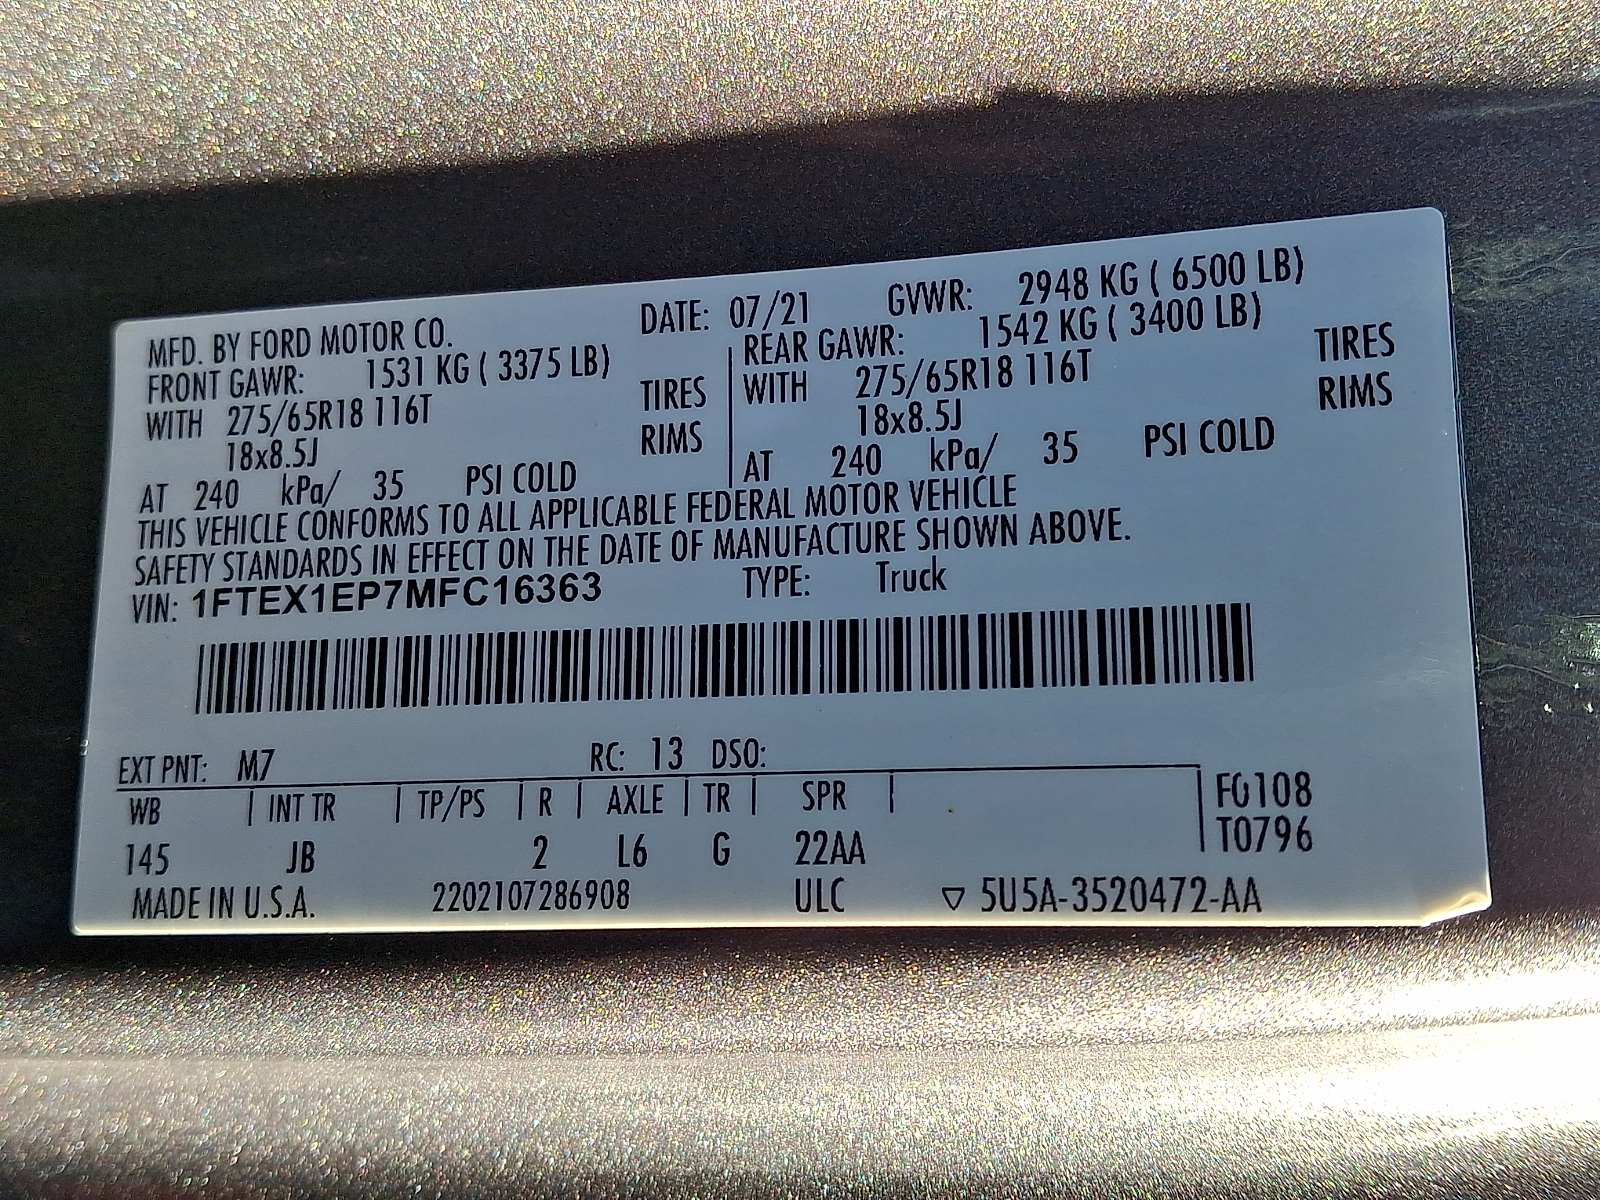 MFD. BY FORD MOTOR CO. DATE: 07/21 GVWR: 2948 KG ( 6500 LB)
FRONT GAWR: 1531 KG ( 3375 LB) REAR GAWR: 1542 KG ( 3400 LB)
WITH 275/65R18 116T TIRES WITH 275/65R18 116T TIRES
18x8.5J RIMS 18x8.5J RIMS
AT 240 kPa/ 35 PSI COLD AT 240 kPa/ 35 PSI COLD
THIS VEHICLE CONFORMS TO ALL APPLICABLE FEDERAL MOTOR VEHICLE
SAFETY STANDARDS IN EFFECT ON THE DATE OF MANUFACTURE SHOWN ABOVE.
VIN: 1FTEX1EP7MFC16363 TYPE: Truck
EXT PNT: M7 RC: 13 DSO:
WB INT TR TP/PS R AXLE TR SPR F0108
145 JB 2 L6 G 22AA T0796
MADE IN U.S.A. 2202107286908 ULC ▽ 5U5A-3520472-AA